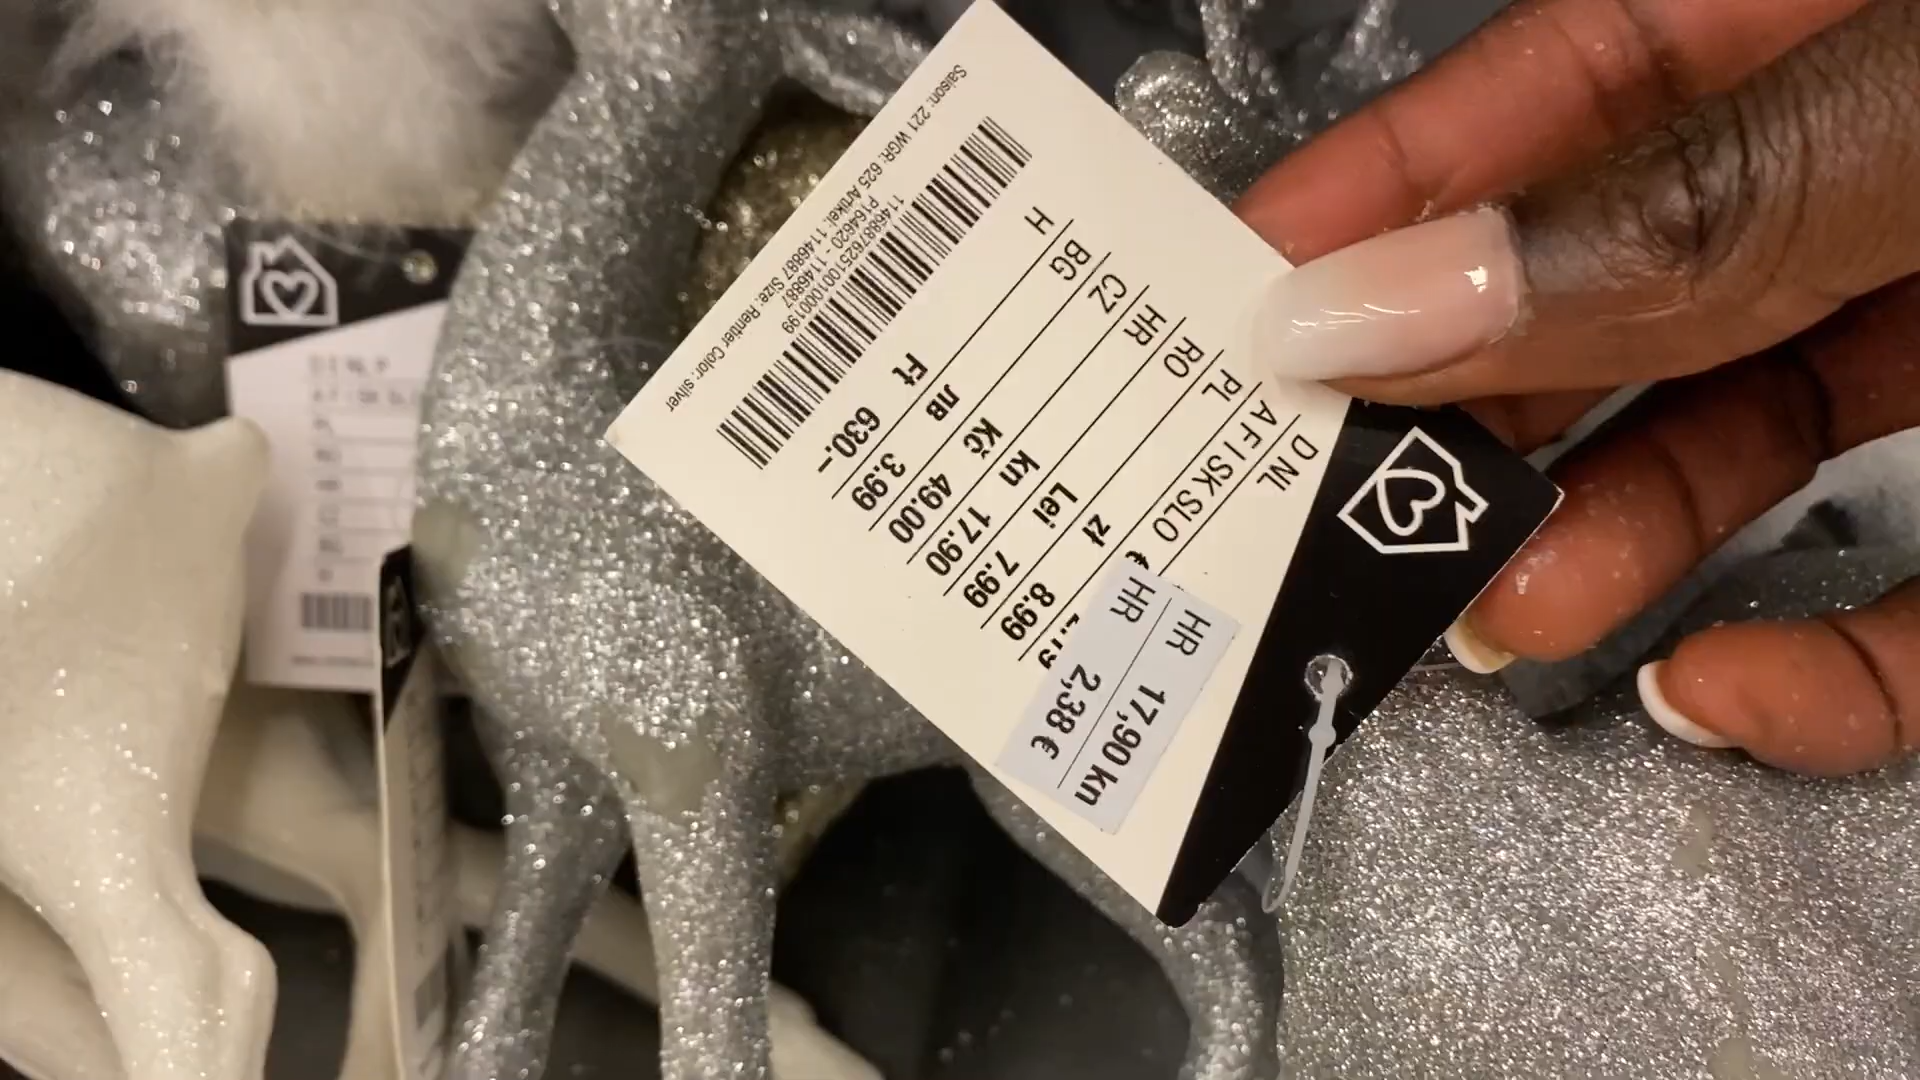 D NL
A F I SK SLO €
PL zł 8.99
RO Lei 7.99
HR kn 17.90
CZ Kč 49.00
BG лв 3.99
H Ft 630.–
HR 17,90 kn
HR 2,38 €
11468876251001000199
P164620 - 1146887
Saison: 221 WGR: 625 Artikel: 1146887 Size: Rentier Color: silver